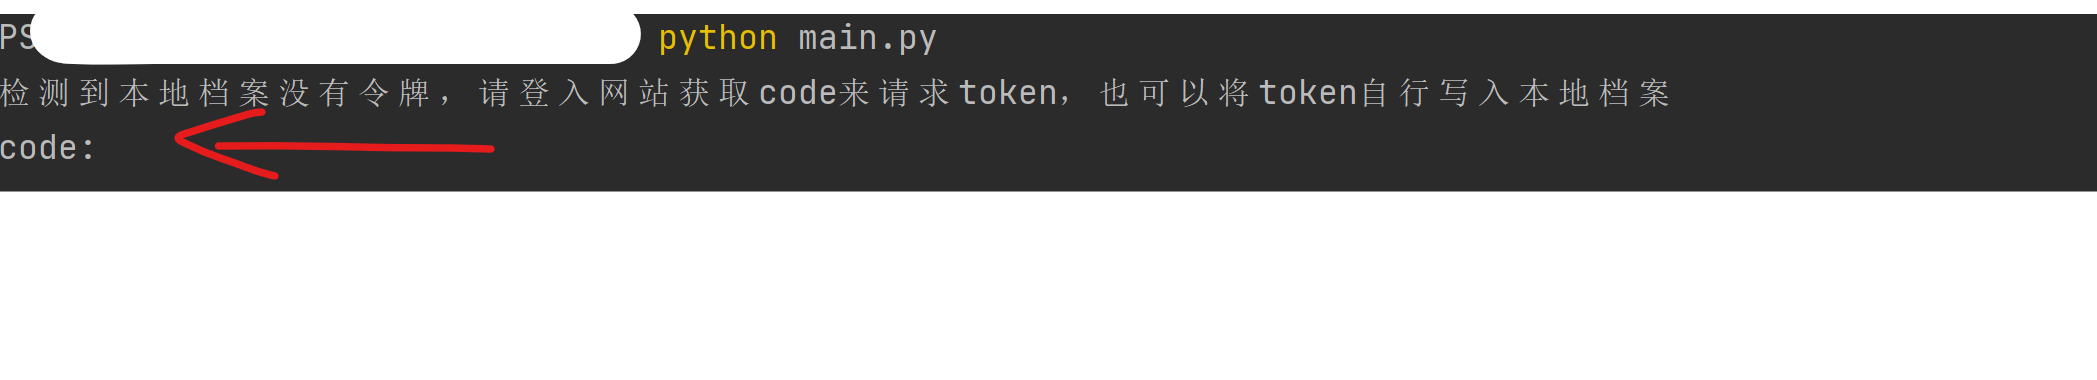 PS python main.py
检测到本地档案没有令牌，请登入网站获取code来请求token，也可以将token自行写入本地档案
code: